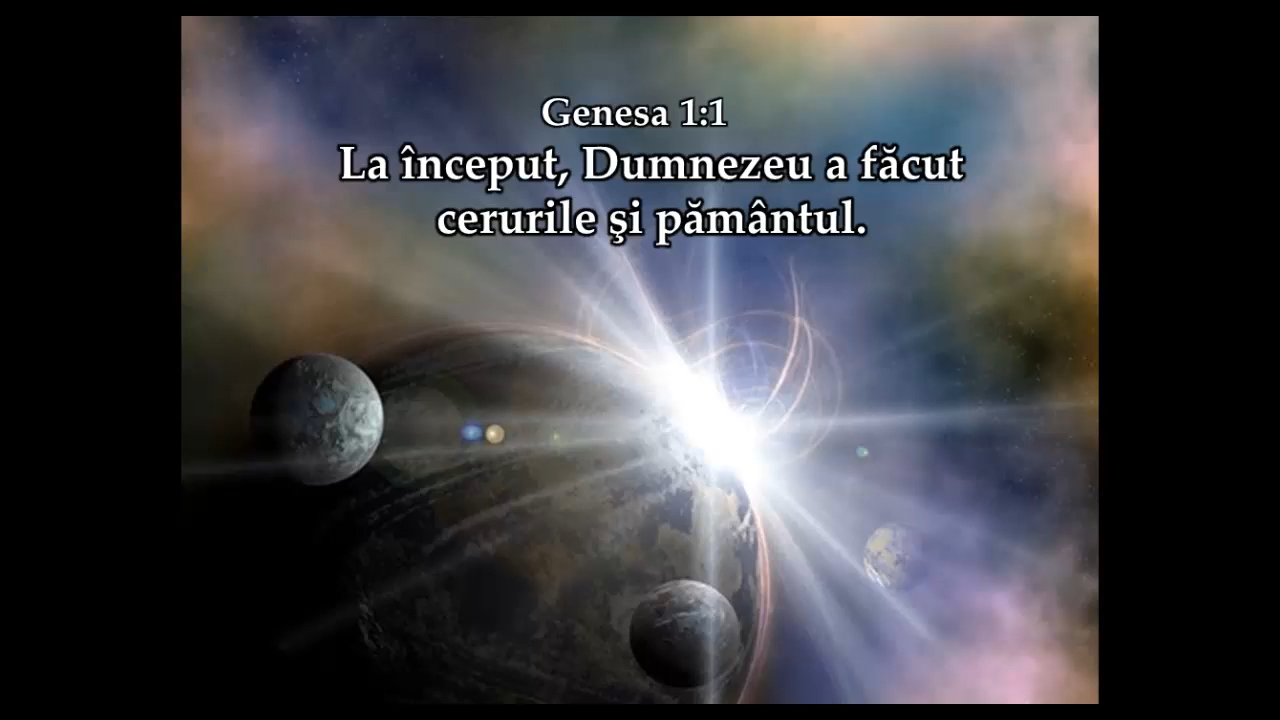 Genesa 1:1
La început, Dumnezeu a făcut
cerurile şi pământul.